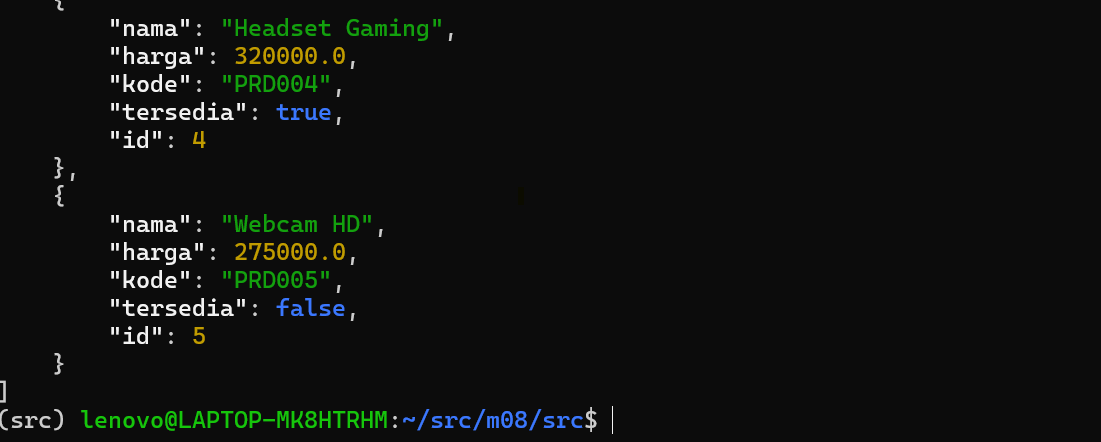 {
"nama": "Headset Gaming",
"harga": 320000.0,
"kode": "PRD004",
"tersedia": true,
"id": 4
},
{
"nama": "Webcam HD",
"harga": 275000.0,
"kode": "PRD005",
"tersedia": false,
"id": 5
}
]
(src) lenovo@LAPTOP-MK8HTRHM:~/src/m08/src$